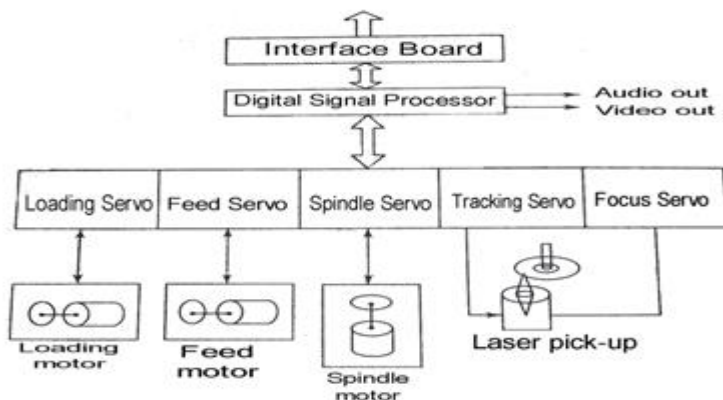 Interface Board
Digital Signal Processor
Audio out
Video out
Loading Servo
Feed Servo
Spindle Servo
Tracking Servo
Focus Servo
Loading
motor
Feed
motor
Spindle
motor
Laser pick-up